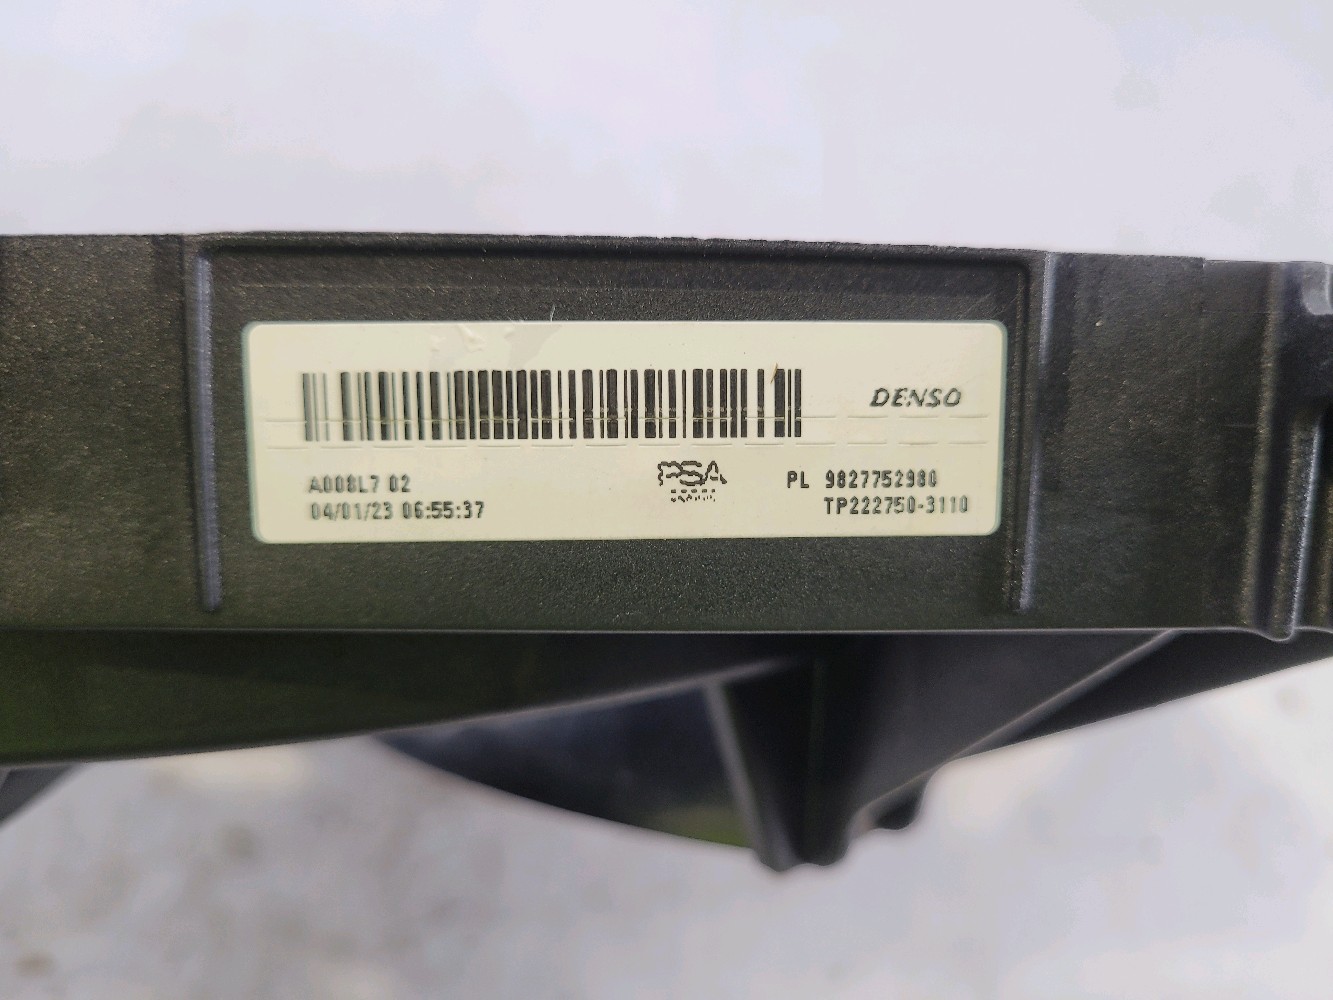 DENSO
A008L7 02
PSA
PL 9827752980
04/01/23 06:55:37
TP222750-3110